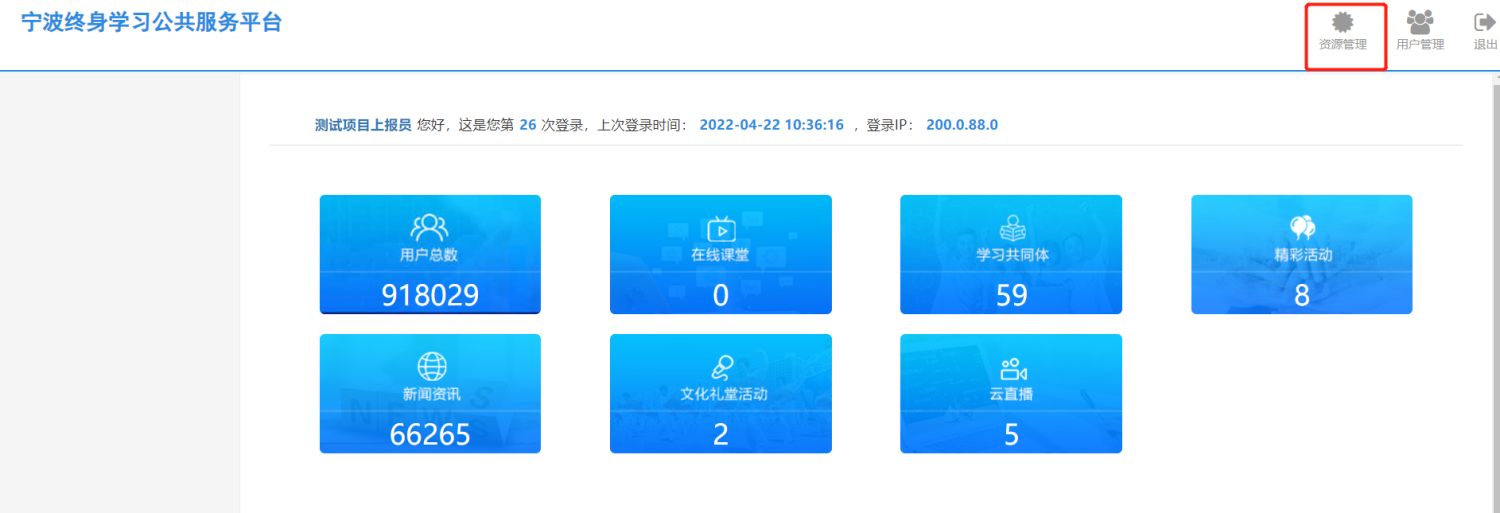 宁波终身学习公共服务平台
资源管理 用户管理 退出
测试项目上报员 您好，这是您第 26 次登录，上次登录时间： 2022-04-22 10:36:16 ，登录IP： 200.0.88.0
用户总数 在线课堂 学习共同体 精彩活动
918029 0 59 8
新闻资讯 文化礼堂活动 云直播
NEWS
66265 2 5